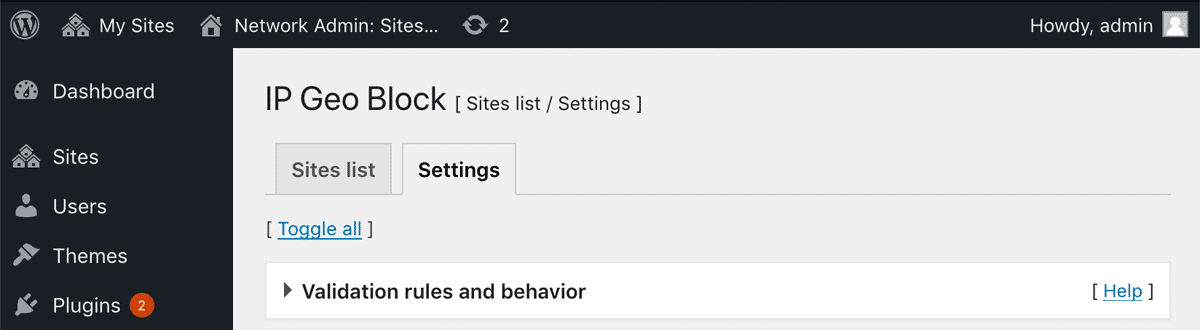 My Sites Network Admin: Sites... 2 Howdy, admin
Dashboard
Sites
Users
Themes
Plugins 2
IP Geo Block [ Sites list / Settings ]
Sites list Settings
[ Toggle all ]
Validation rules and behavior [ Help ]